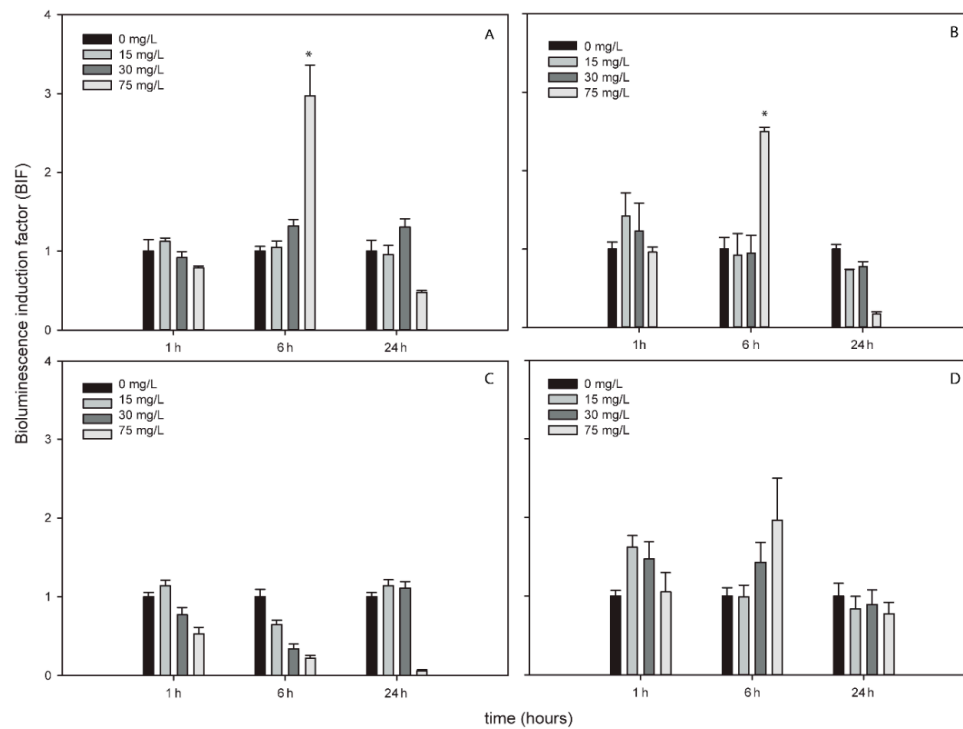 4
3
2
1
0
0 mg/L
15 mg/L
30 mg/L
75 mg/L
A
*
1 h
6 h
24 h
0 mg/L
15 mg/L
30 mg/L
75 mg/L
B
*
1h
6 h
24 h
Bioluminescence induction factor (BIF)
4
3
2
1
0
0 mg/L
15 mg/L
30 mg/L
75 mg/L
C
1 h
6 h
24 h
0 mg/L
15 mg/L
30 mg/L
75 mg/L
D
1 h
6 h
24 h
time (hours)